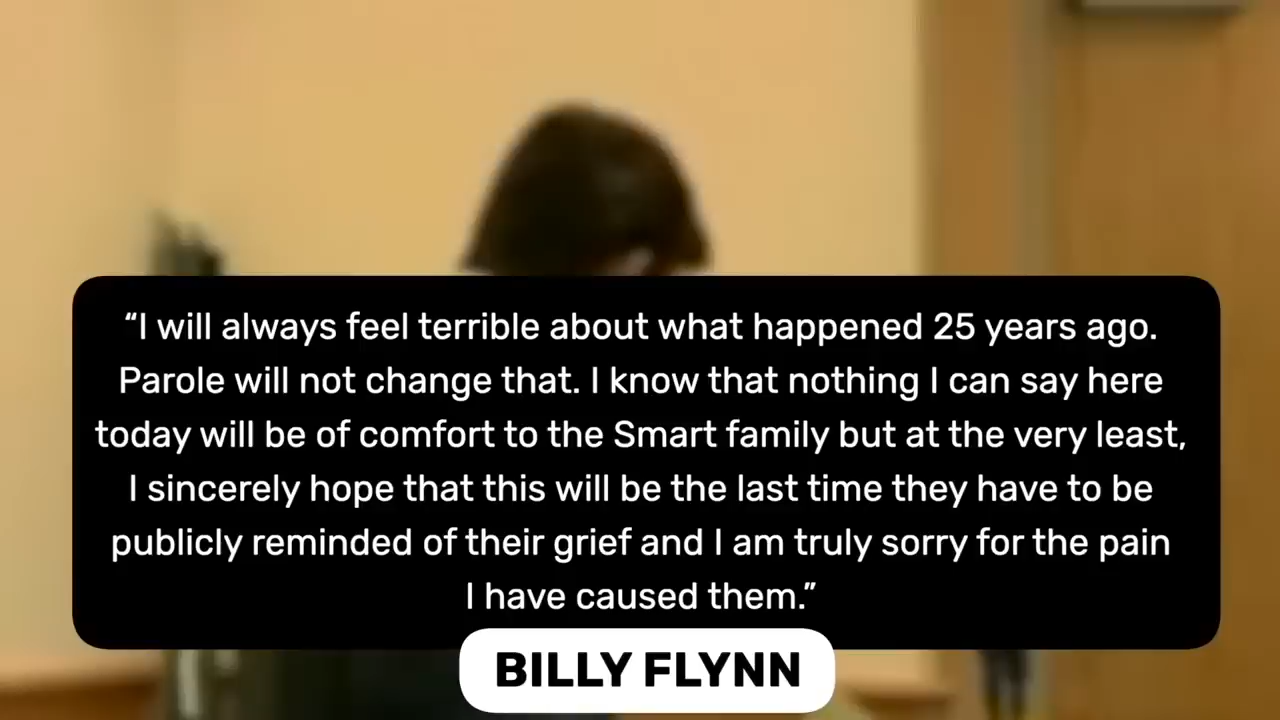 “I will always feel terrible about what happened 25 years ago.
Parole will not change that. I know that nothing I can say here
today will be of comfort to the Smart family but at the very least,
I sincerely hope that this will be the last time they have to be
publicly reminded of their grief and I am truly sorry for the pain
I have caused them.”
BILLY FLYNN